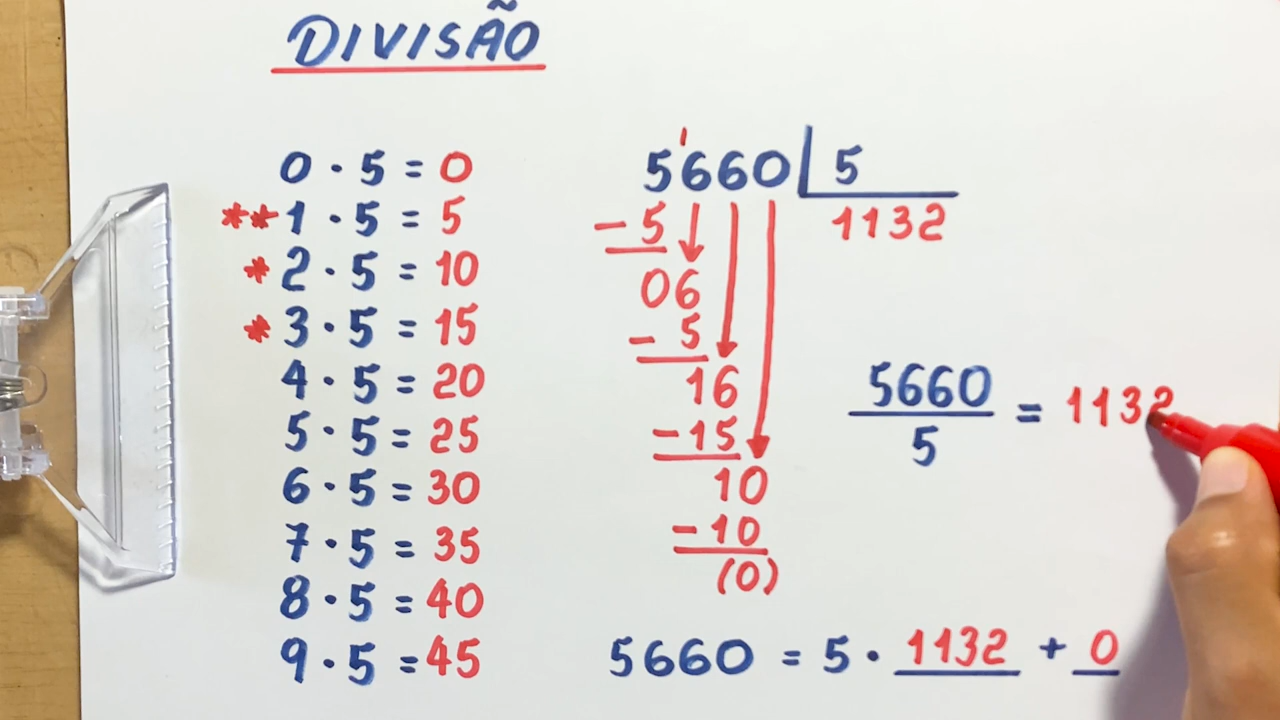 DIVISÃO
0 · 5 = 0
** 1 · 5 = 5
* 2 · 5 = 10
* 3 · 5 = 15
4 · 5 = 20
5 · 5 = 25
6 · 5 = 30
7 · 5 = 35
8 · 5 = 40
9 · 5 = 45
5660 5
- 5 1132
06
- 5
16
-15
10
-10
(0)
5660
5
= 1132
5660 = 5 · 1132 + 0